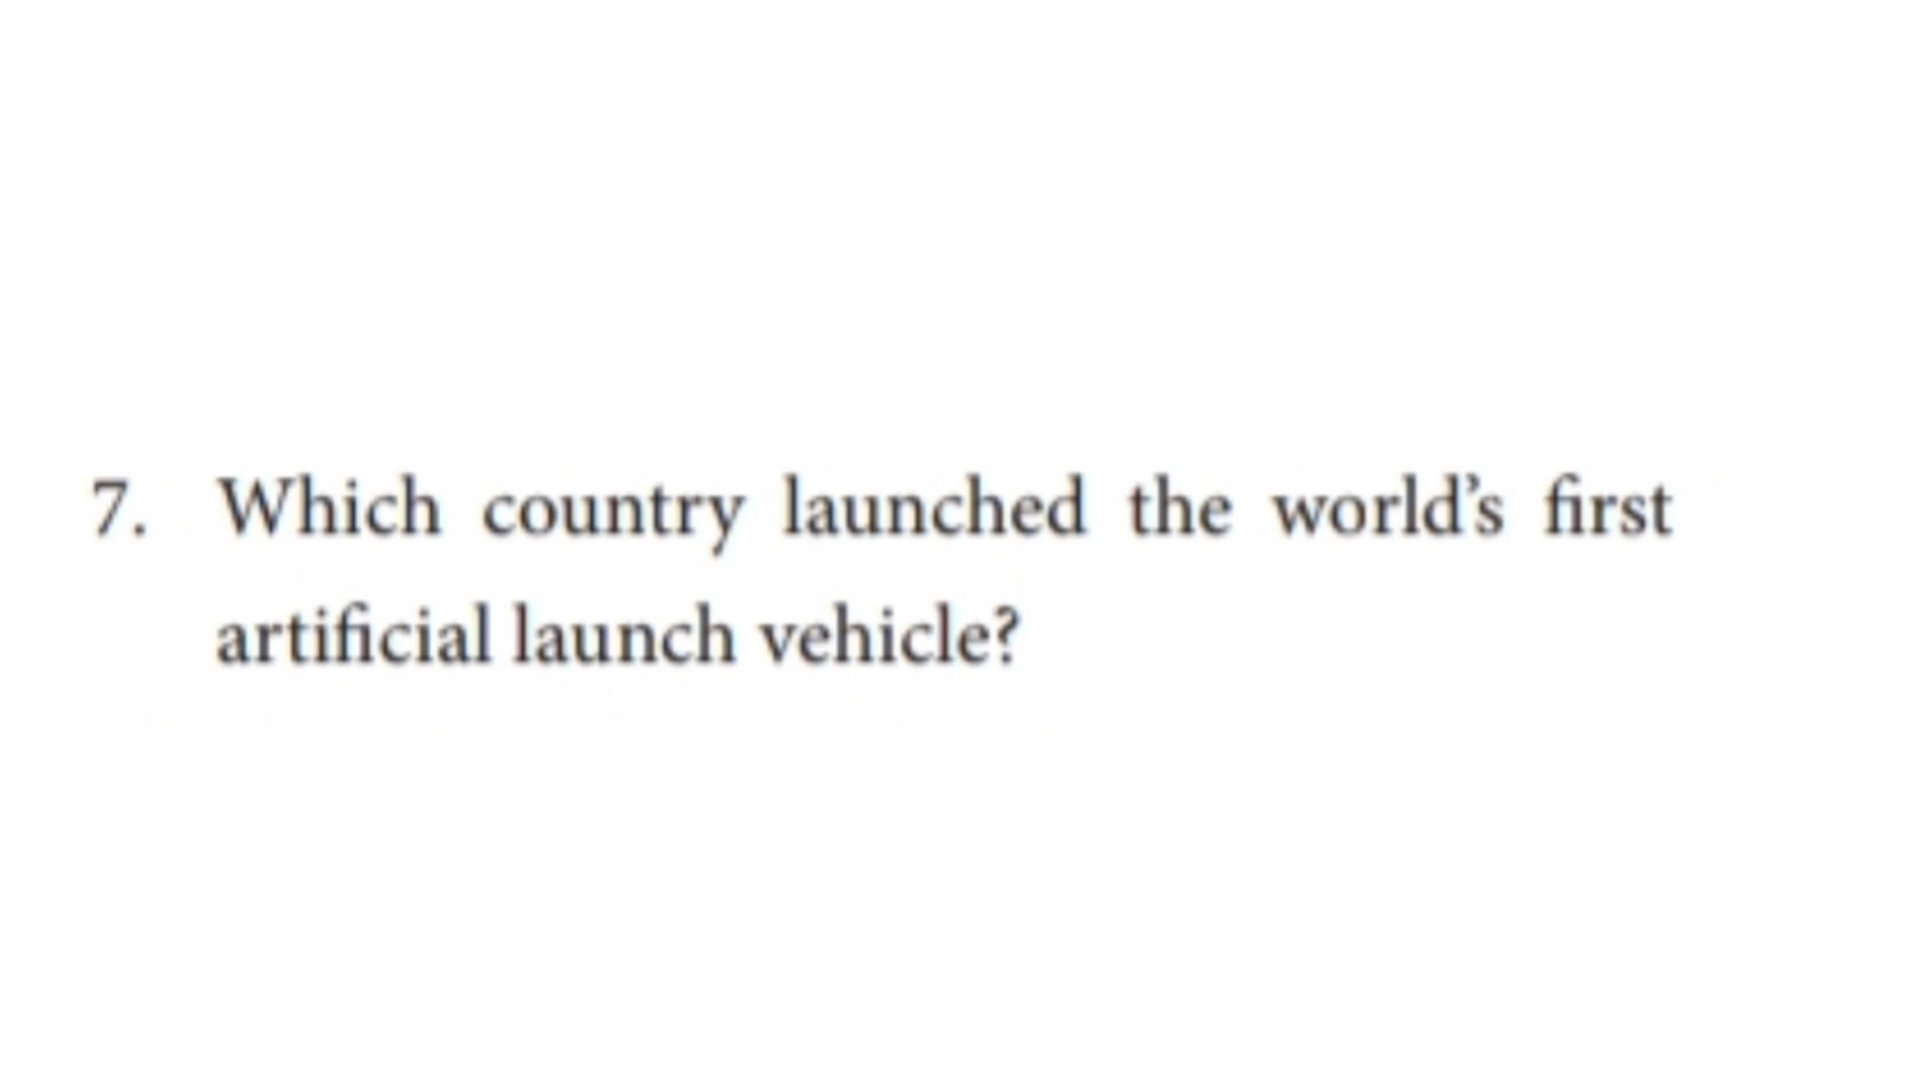 7. Which country launched the world’s first
artificial launch vehicle?